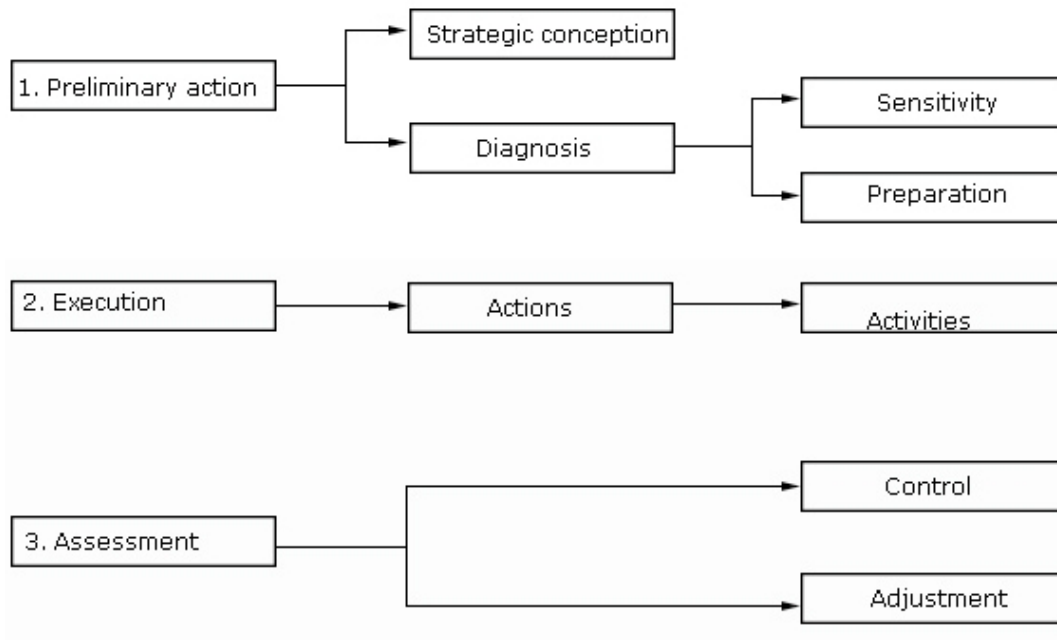 Strategic conception
1. Preliminary action
Sensitivity
Diagnosis
Preparation
2. Execution
Actions
Activities
Control
3. Assessment
Adjustment